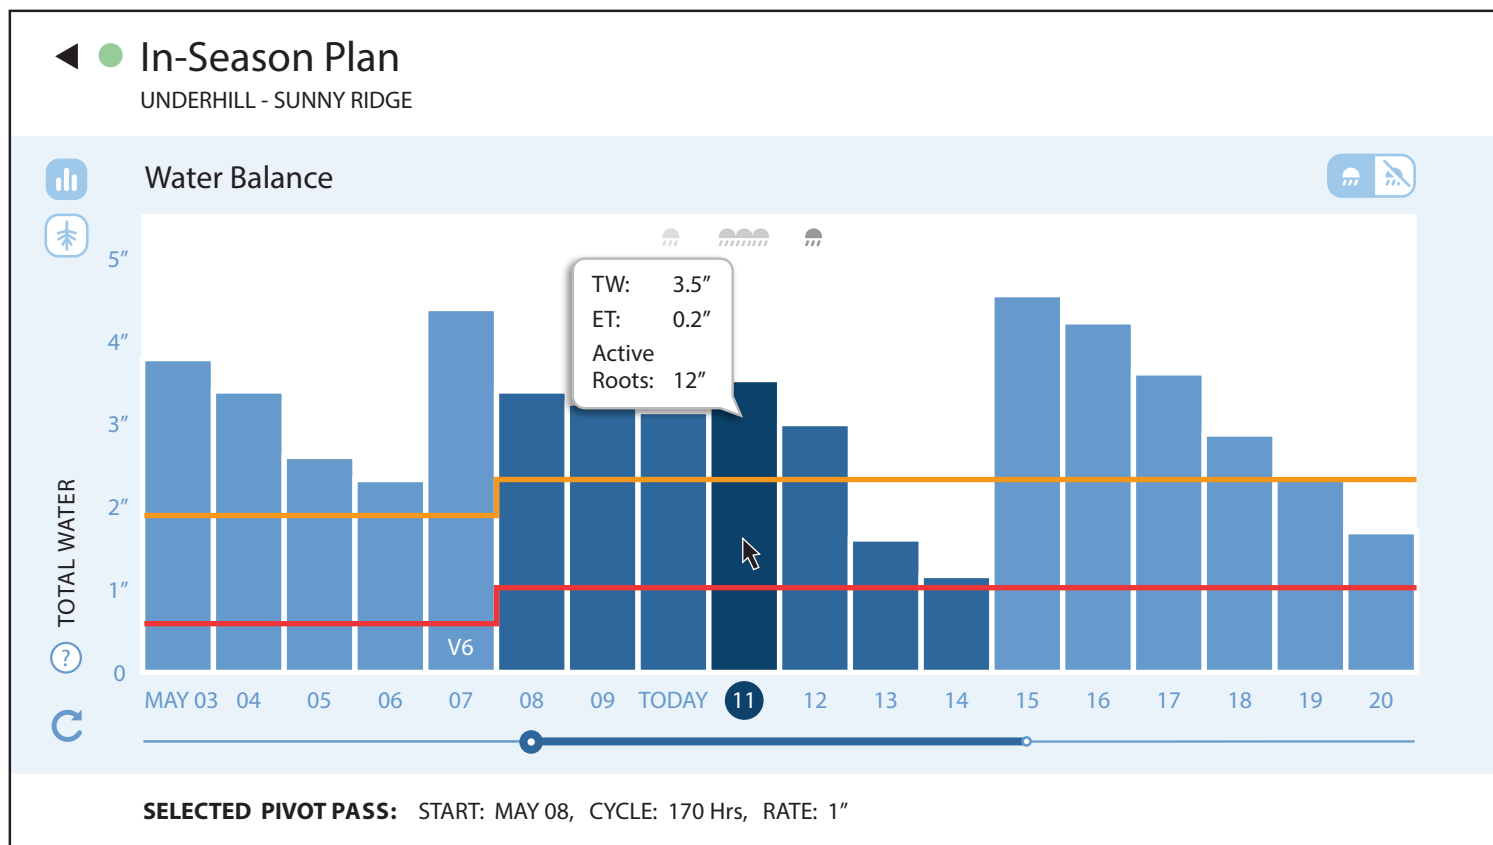 In-Season Plan
UNDERHILL - SUNNY RIDGE
Water Balance
5″
4″
3″
2″
1″
0
TOTAL WATER
?
TW: 3.5″
ET: 0.2″
Active
Roots: 12″
V6
MAY 03 04 05 06 07 08 09 TODAY 11 12 13 14 15 16 17 18 19 20
SELECTED PIVOT PASS: START: MAY 08, CYCLE: 170 Hrs, RATE: 1″